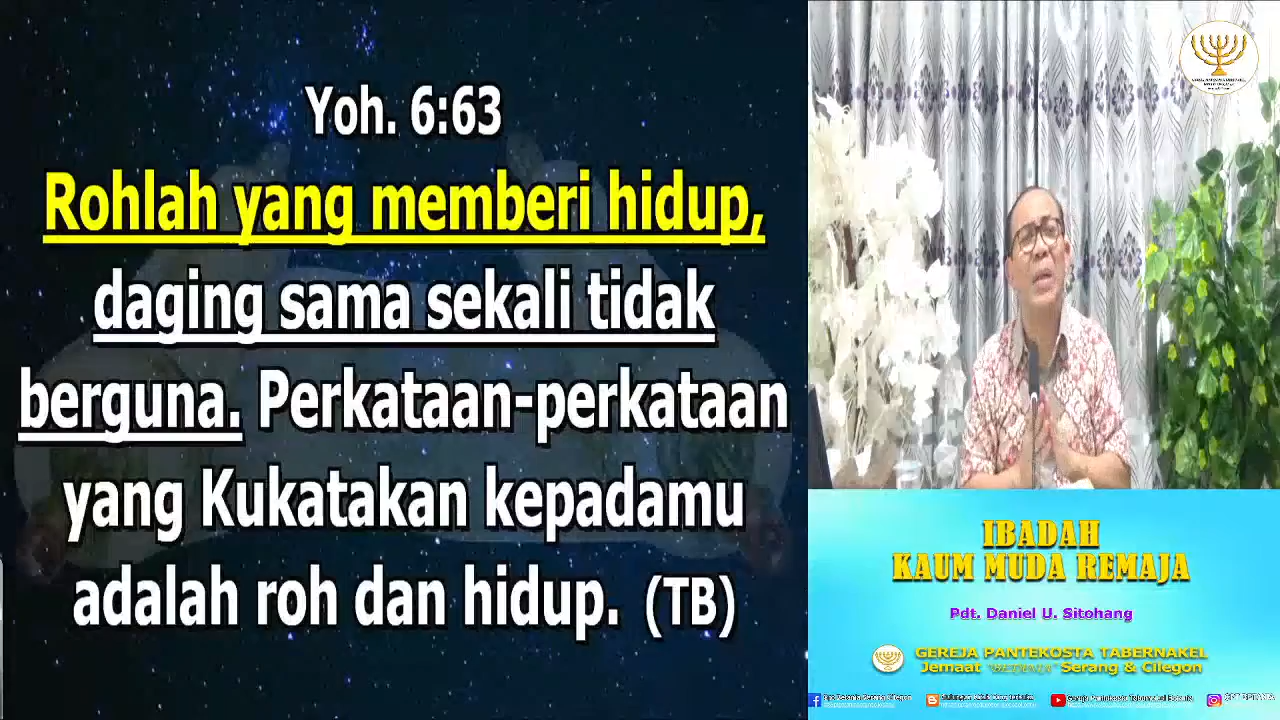 Yoh. 6:63
Rohlah yang memberi hidup,
daging sama sekali tidak
berguna. Perkataan-perkataan
yang Kukatakan kepadamu
adalah roh dan hidup. (TB)
IBADAH
KAUM MUDA REMAJA
Pdt. Daniel U. Sitohang
GEREJA PANTEKOSTA TABERNAKEL
Jemaat "BETANIA" Serang & Cilegon